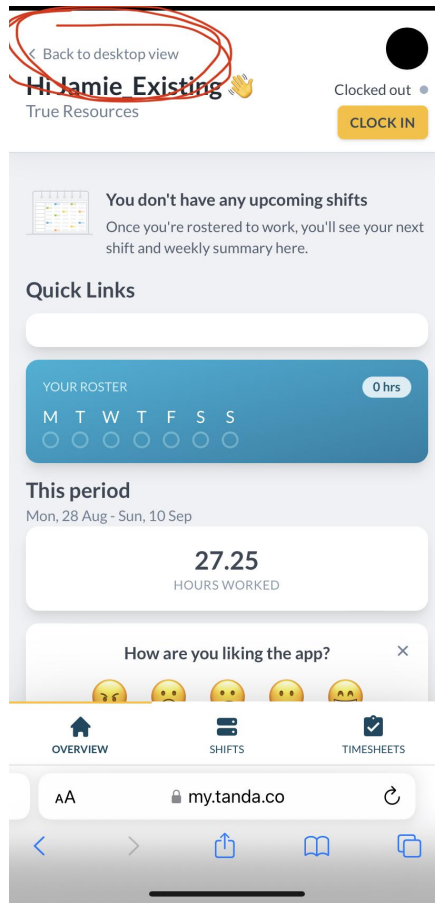 < Back to desktop view
Hi Jamie_Existing 👋
Clocked out
True Resources
CLOCK IN
You don't have any upcoming shifts
Once you're rostered to work, you'll see your next
shift and weekly summary here.
Quick Links
YOUR ROSTER 0 hrs
M T W T F S S
This period
Mon, 28 Aug - Sun, 10 Sep
27.25
HOURS WORKED
How are you liking the app? ×
OVERVIEW SHIFTS TIMESHEETS
AA my.tanda.co